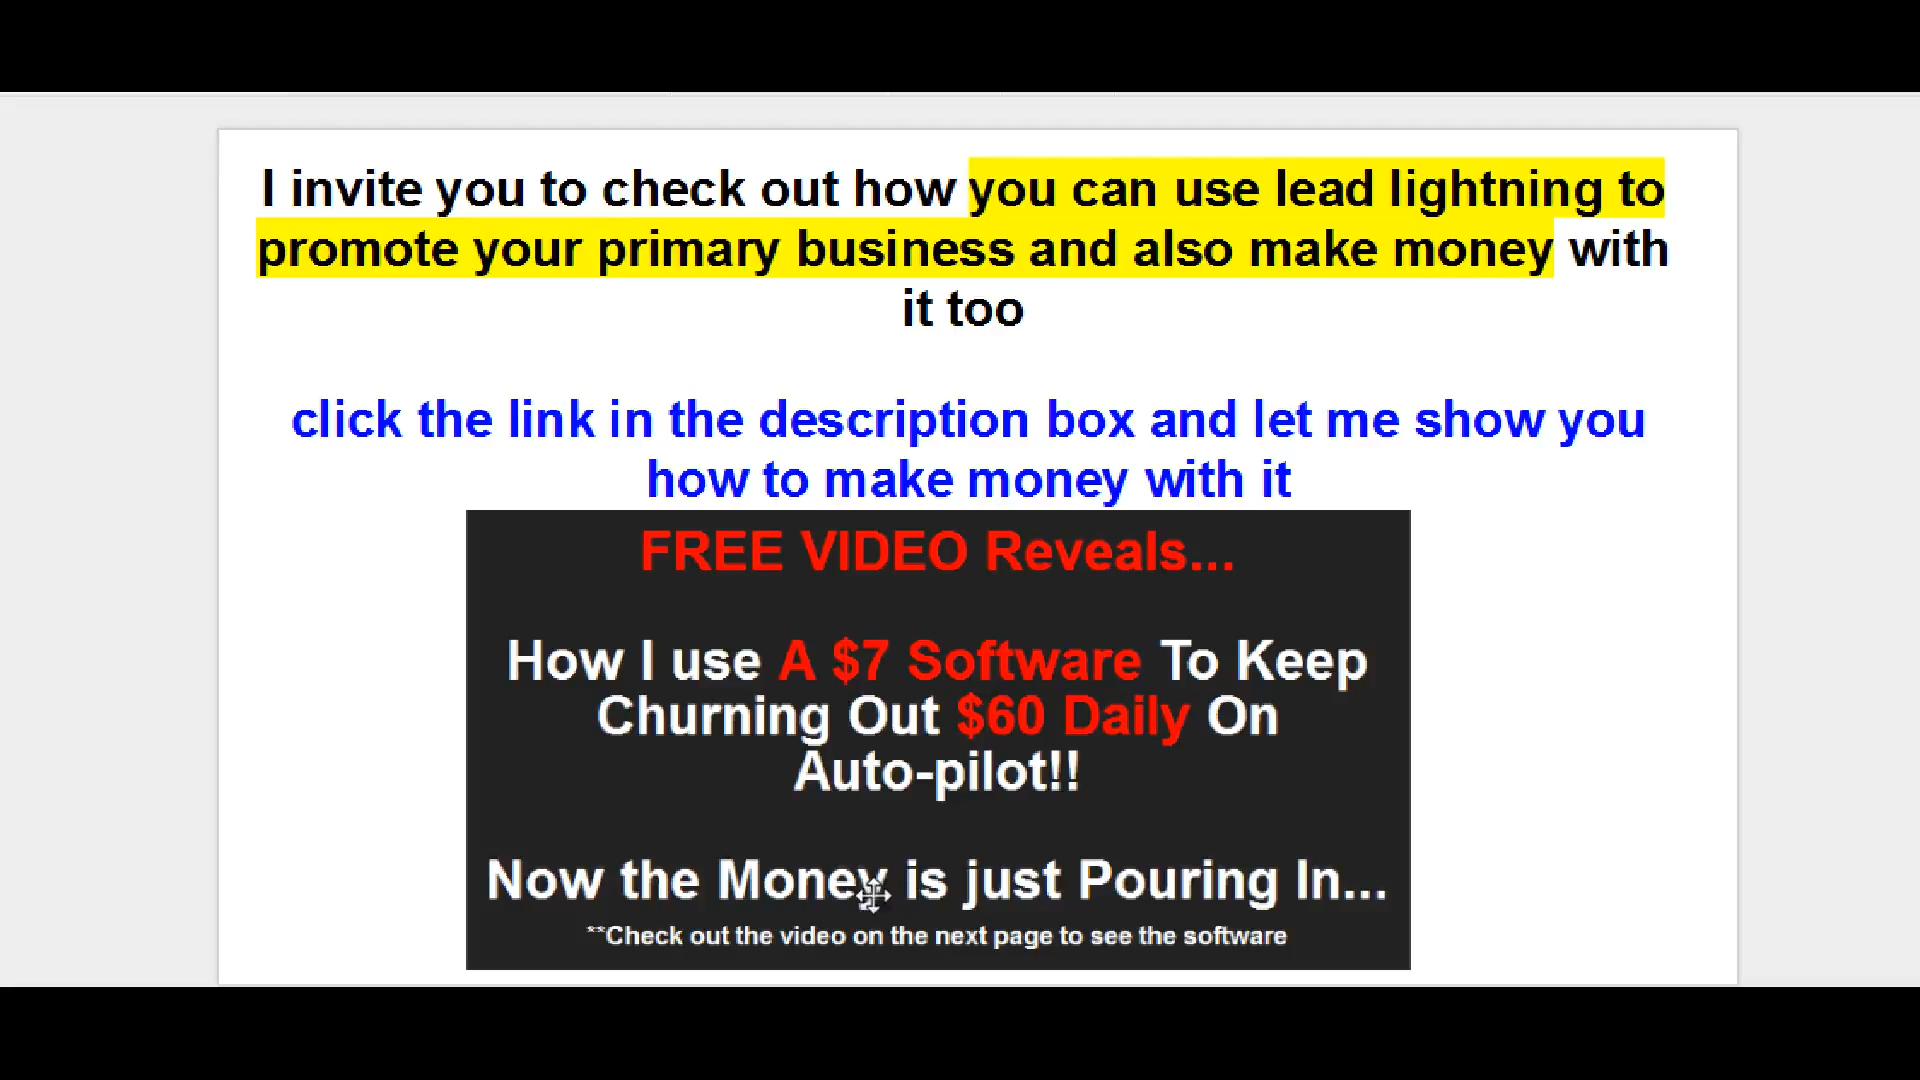 I invite you to check out how you can use lead lightning to
promote your primary business and also make money with
it too
click the link in the description box and let me show you
how to make money with it
FREE VIDEO Reveals...
How I use A $7 Software To Keep
Churning Out $60 Daily On
Auto-pilot!!
Now the Money is just Pouring In...
**Check out the video on the next page to see the software